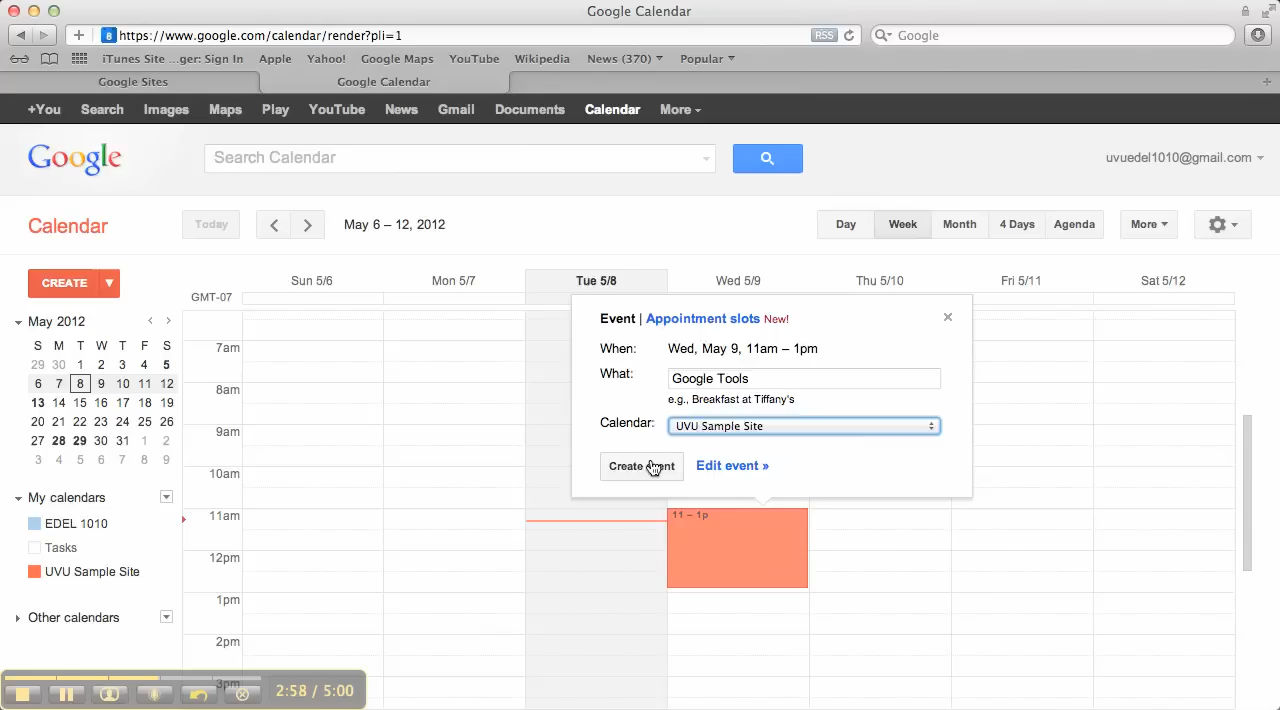 Google Calendar
8 https://www.google.com/calendar/render?pli=1 RSS Google
iTunes Site ...ger: Sign In Apple Yahoo! Google Maps YouTube Wikipedia News (370) Popular
Google Sites Google Calendar
+You Search Images Maps Play YouTube News Gmail Documents Calendar More
Google Search Calendar uvuedel1010@gmail.com
Calendar Today May 6 – 12, 2012 Day Week Month 4 Days Agenda More
CREATE
Sun 5/6 Mon 5/7 Tue 5/8 Wed 5/9 Thu 5/10 Fri 5/11 Sat 5/12
GMT-07
May 2012
S M T W T F S
29 30 1 2 3 4 5
6 7 8 9 10 11 12
13 14 15 16 17 18 19
20 21 22 23 24 25 26
27 28 29 30 31 1 2
3 4 5 6 7 8 9
My calendars
EDEL 1010
Tasks
UVU Sample Site
Other calendars
7am
8am
9am
10am
11am
12pm
1pm
2pm
3pm
Event | Appointment slots New!
When: Wed, May 9, 11am – 1pm
What: Google Tools
e.g., Breakfast at Tiffany's
Calendar: UVU Sample Site
Create event Edit event »
11 – 1p
2:58 / 5:00